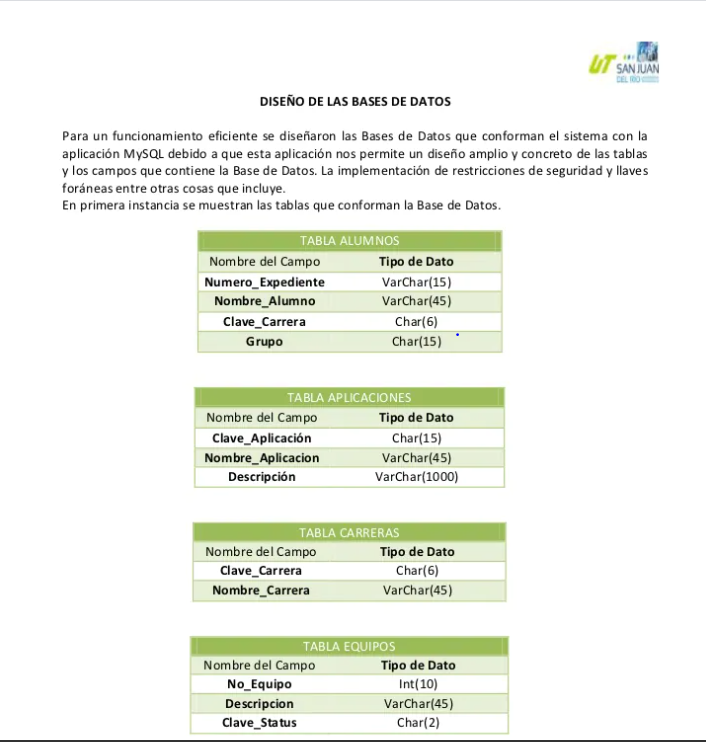 UT
SAN JUAN
DEL RÍO
DISEÑO DE LAS BASES DE DATOS
Para un funcionamiento eficiente se diseñaron las Bases de Datos que conforman el sistema con la
aplicación MySQL debido a que esta aplicación nos permite un diseño amplio y concreto de las tablas
y los campos que contiene la Base de Datos. La implementación de restricciones de seguridad y llaves
foráneas entre otras cosas que incluye.
En primera instancia se muestran las tablas que conforman la Base de Datos.
TABLA ALUMNOS
Nombre del Campo Tipo de Dato
Numero_Expediente VarChar(15)
Nombre_Alumno VarChar(45)
Clave_Carrera Char(6)
Grupo Char(15)
TABLA APLICACIONES
Nombre del Campo Tipo de Dato
Clave_Aplicación Char(15)
Nombre_Aplicacion VarChar(45)
Descripción VarChar(1000)
TABLA CARRERAS
Nombre del Campo Tipo de Dato
Clave_Carrera Char(6)
Nombre_Carrera VarChar(45)
TABLA EQUIPOS
Nombre del Campo Tipo de Dato
No_Equipo Int(10)
Descripcion VarChar(45)
Clave_Status Char(2)